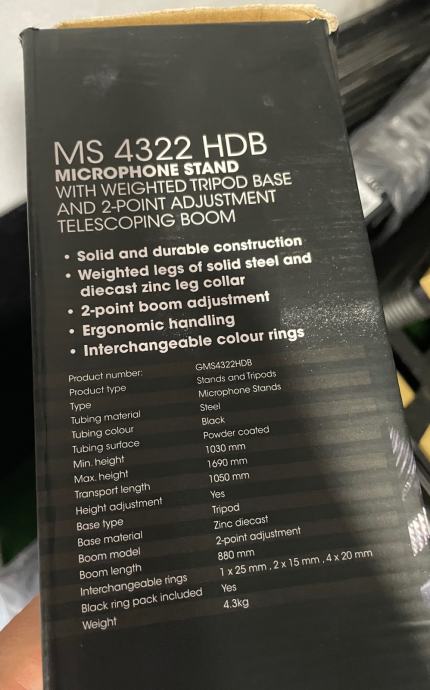 MS 4322 HDB
MICROPHONE STAND
WITH WEIGHTED TRIPOD BASE
AND 2-POINT ADJUSTMENT
TELESCOPING BOOM
• Solid and durable construction
• Weighted legs of solid steel and
diecast zinc leg collar
• 2-point boom adjustment
• Ergonomic handling
• Interchangeable colour rings
Product number: GMS4322HDB
Product type Stands and Tripods
Type Microphone Stands
Tubing material Steel
Tubing colour Black
Tubing surface Powder coated
Min. height 1030 mm
Max. height 1690 mm
Transport length 1050 mm
Height adjustment Yes
Base type Tripod
Base material Zinc diecast
Boom model 2-point adjustment
Boom length 880 mm
Interchangeable rings 1 x 25 mm , 2 x 15 mm , 4 x 20 mm
Black ring pack included Yes
Weight 4.3kg